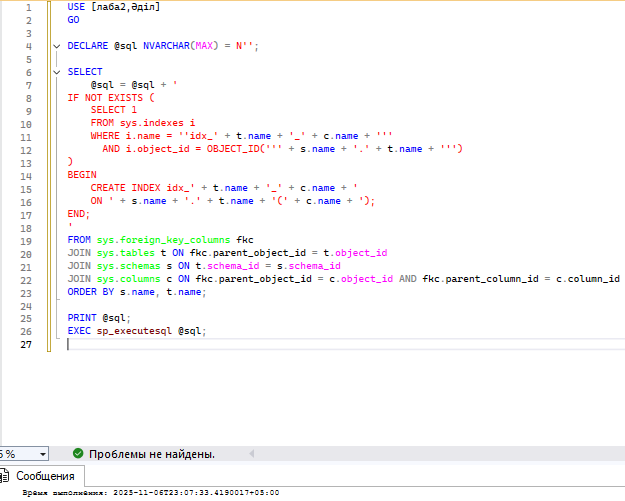 1 USE [лаба2,Әділ]
2 GO
3
4 DECLARE @sql NVARCHAR(MAX) = N'';
5
6 SELECT
7 @sql = @sql + '
8 IF NOT EXISTS (
9 SELECT 1
10 FROM sys.indexes i
11 WHERE i.name = ''idx_' + t.name + '_' + c.name + '''
12 AND i.object_id = OBJECT_ID(''' + s.name + '.' + t.name + ''')
13 )
14 BEGIN
15 CREATE INDEX idx_' + t.name + '_' + c.name + '
16 ON ' + s.name + '.' + t.name + '(' + c.name + ');
17 END;
18 '
19 FROM sys.foreign_key_columns fkc
20 JOIN sys.tables t ON fkc.parent_object_id = t.object_id
21 JOIN sys.schemas s ON t.schema_id = s.schema_id
22 JOIN sys.columns c ON fkc.parent_object_id = c.object_id AND fkc.parent_column_id = c.column_id
23 ORDER BY s.name, t.name;
24
25 PRINT @sql;
26 EXEC sp_executesql @sql;
27
% Проблемы не найдены.
Сообщения
Время выполнения: 2025-11-06T23:07:33.4190017+05:00